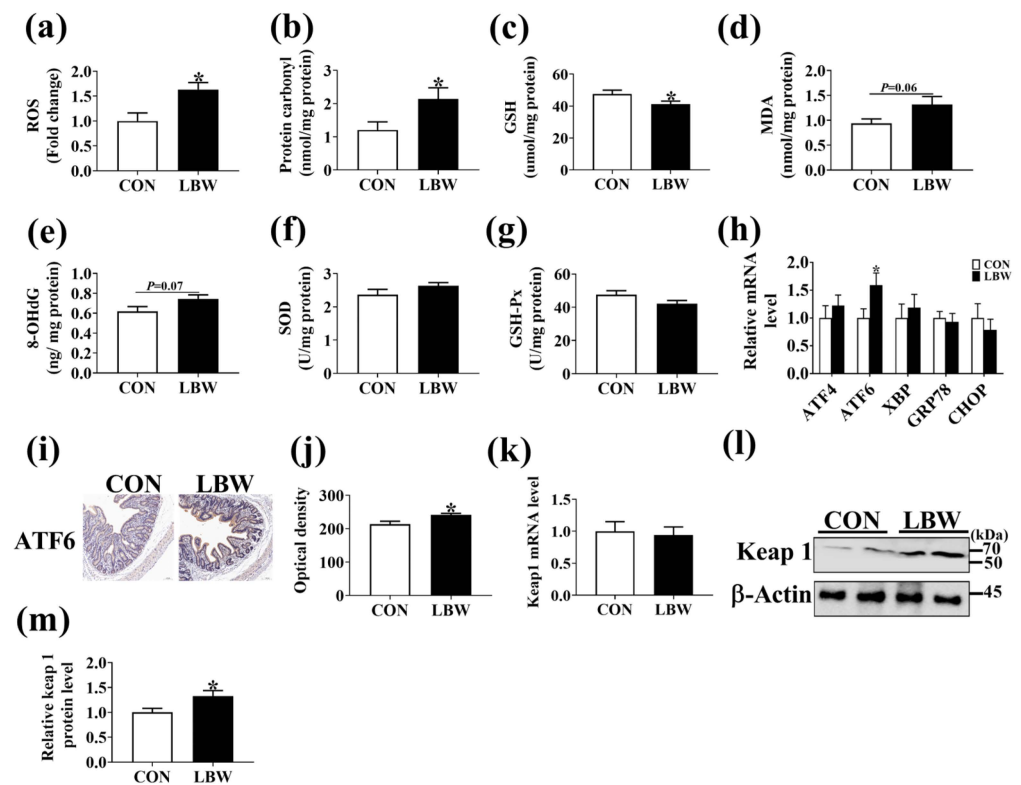 (a)
ROS
(Fold change)
2.0
1.5
1.0
0.5
0.0
*
CON LBW
(b)
Protein carbonyl
(nmol/mg protein)
3
2
1
0
*
CON LBW
(c)
GSH
(umol/mg protein)
60
40
20
0
*
CON LBW
(d)
MDA
(nmol/mg protein)
2.0
1.5
1.0
0.5
0.0
P=0.06
CON LBW
(e)
8-OHdG
(ng/ mg protein)
1.0
0.8
0.6
0.4
0.2
0.0
P=0.07
CON LBW
(f)
SOD
(U/mg protein)
3
2
1
0
CON LBW
(g)
GSH-Px
(U/mg protein)
60
40
20
0
CON LBW
(h)
Relative mRNA
level
2.0
1.5
1.0
0.5
0.0
*
CON
LBW
ATF4 ATF6 XBP GRP78 CHOP
(i)
CON LBW
ATF6
(j)
Optical density
300
200
100
0
*
CON LBW
(k)
Keap1 mRNA level
1.5
1.0
0.5
0.0
CON LBW
(l)
CON LBW
(kDa)
Keap 1
70
50
β-Actin
45
(m)
Relative keap 1
protein level
2.0
1.5
1.0
0.5
0.0
*
CON LBW